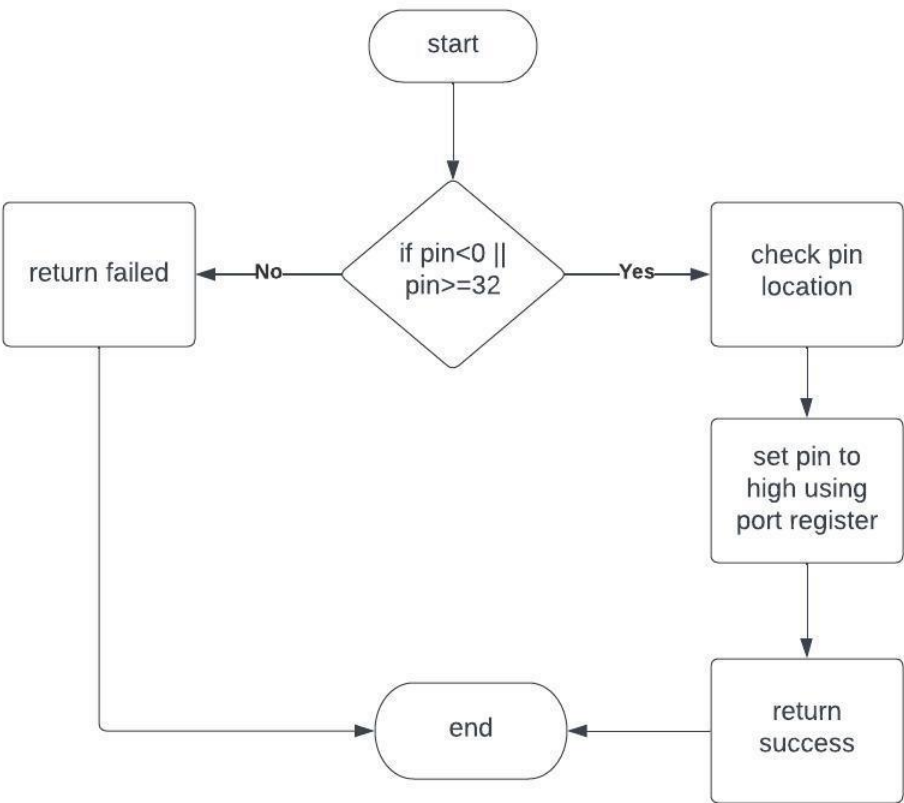 start
if pin<0 ||
pin>=32
No
Yes
return failed
check pin
location
set pin to
high using
port register
return
success
end